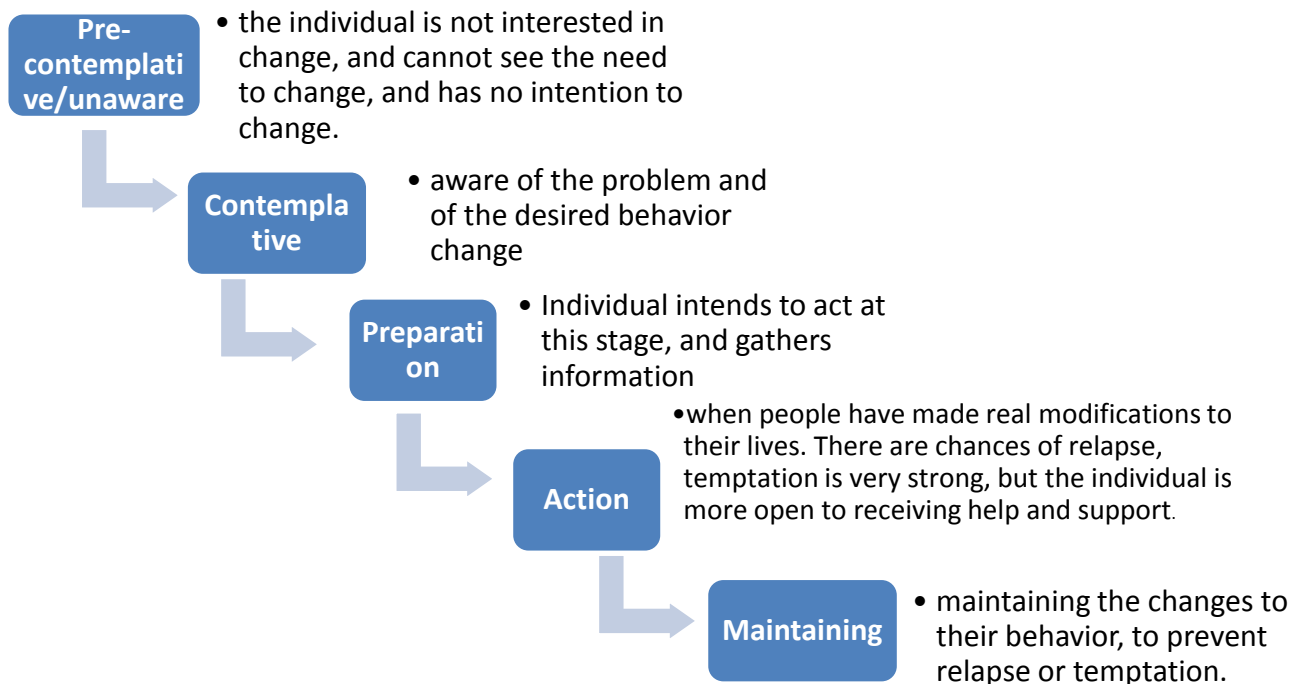 Pre-
contemplati
ve/unaware
• the individual is not interested in
change, and cannot see the need
to change, and has no intention to
change.
Contempla
tive
• aware of the problem and
of the desired behavior
change
Preparati
on
• Individual intends to act at
this stage, and gathers
information
Action
•when people have made real modifications to
their lives. There are chances of relapse,
temptation is very strong, but the individual is
more open to receiving help and support.
Maintaining
• maintaining the changes to
their behavior, to prevent
relapse or temptation.